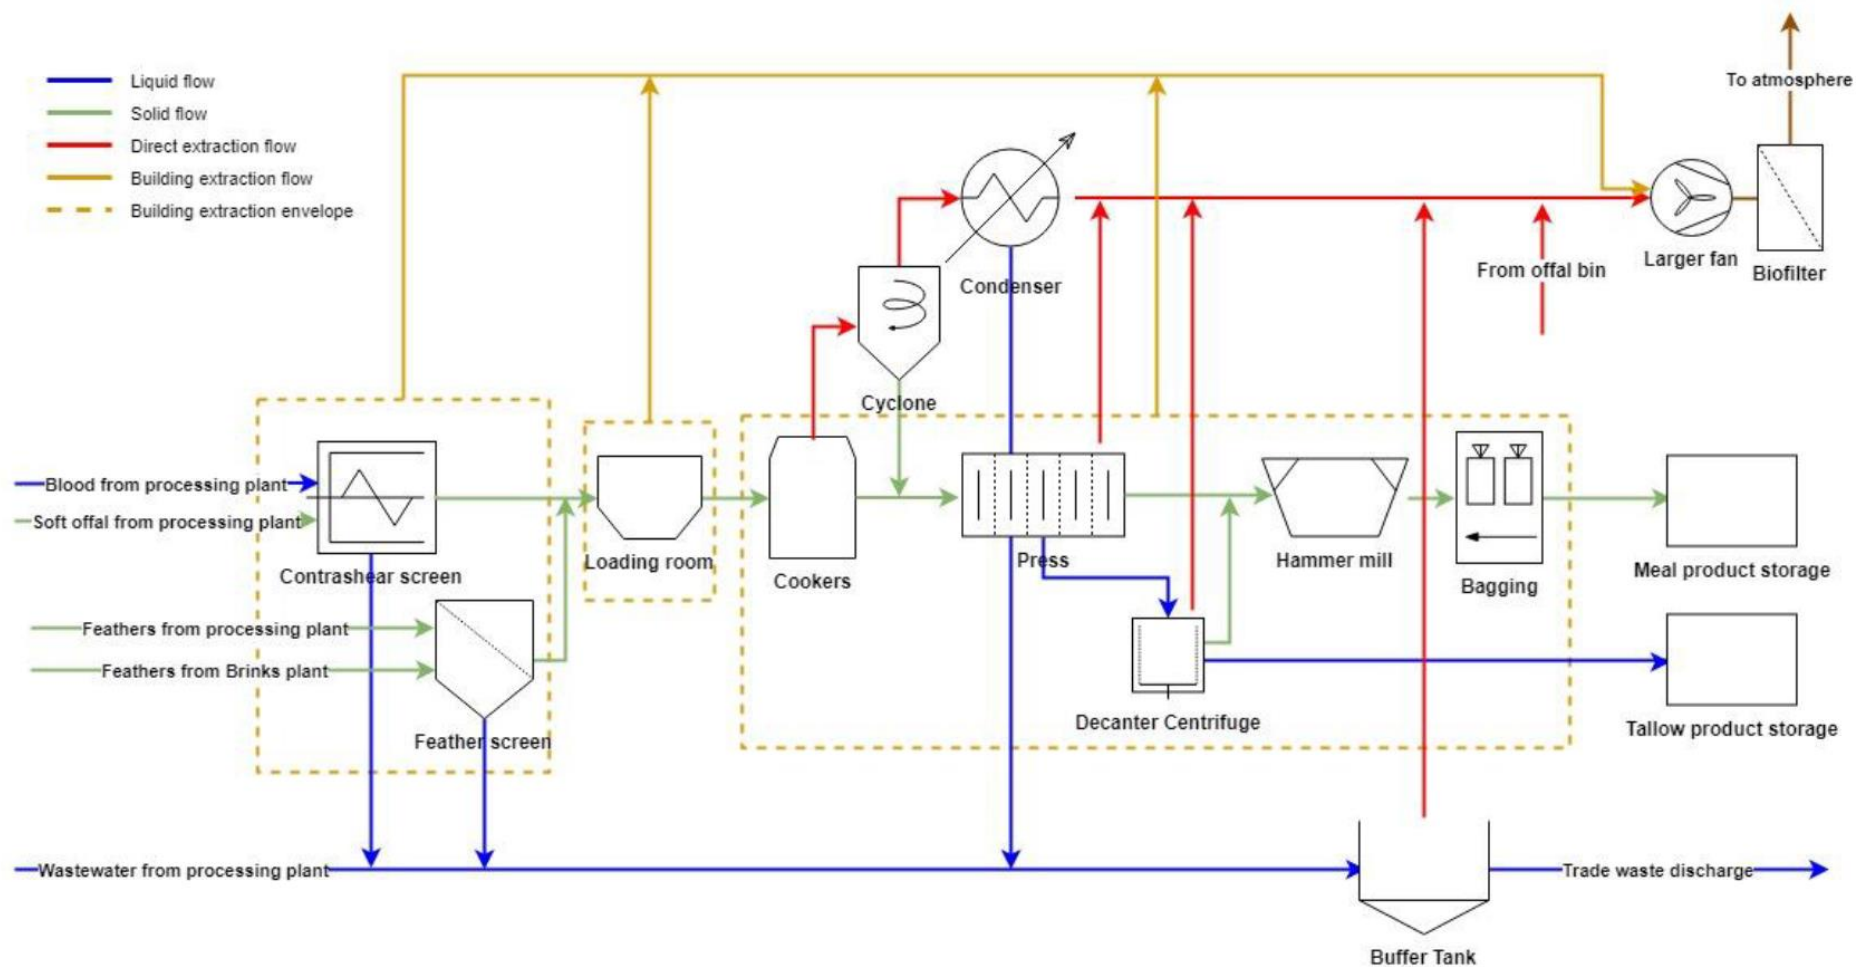 Liquid flow
Solid flow
Direct extraction flow
Building extraction flow
Building extraction envelope
To atmosphere
Larger fan
Biofilter
From offal bin
Condenser
Cyclone
Blood from processing plant
Soft offal from processing plant
Contrashear screen
Loading room
Cookers
Press
Hammer mill
Bagging
Meal product storage
Feathers from processing plant
Feathers from Brinks plant
Feather screen
Decanter Centrifuge
Tallow product storage
Wastewater from processing plant
Trade waste discharge
Buffer Tank